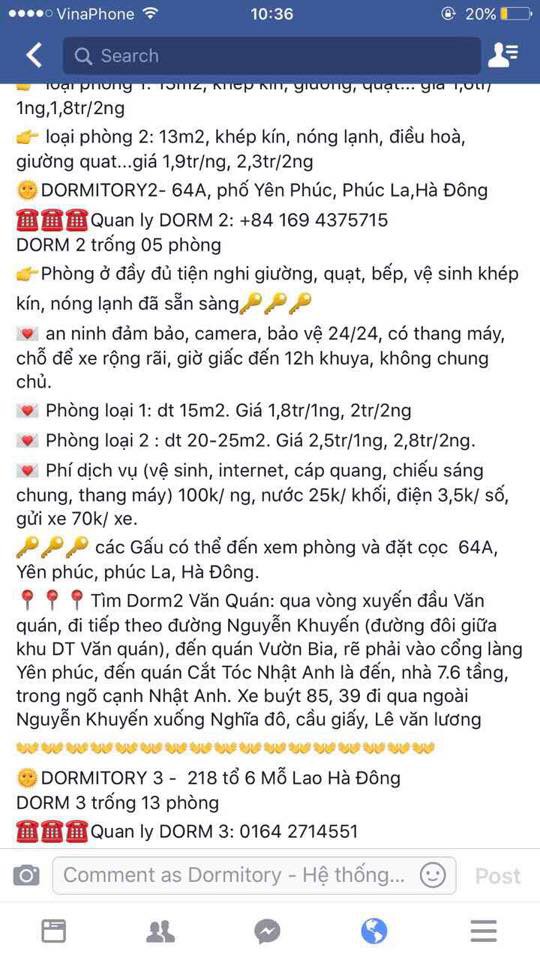 VinaPhone 10:36 20%
Search
👉 loại phòng 1: 13m2, khép kín, giường, quạt... giá 1,6tr/
1ng,1,8tr/2ng
👉 loại phòng 2: 13m2, khép kín, nóng lạnh, điều hoà,
giường quat...giá 1,9tr/ng, 2,3tr/2ng
🌞DORMITORY2- 64A, phố Yên Phúc, Phúc La,Hà Đông
☎️☎️☎️Quan ly DORM 2: +84 169 4375715
DORM 2 trống 05 phòng
👉Phòng ở đầy đủ tiện nghi giường, quạt, bếp, vệ sinh khép
kín, nóng lạnh đã sẵn sàng🔑🔑🔑
💌 an ninh đảm bảo, camera, bảo vệ 24/24, có thang máy,
chỗ để xe rộng rãi, giờ giấc đến 12h khuya, không chung
chủ.
💌 Phòng loại 1: dt 15m2. Giá 1,8tr/1ng, 2tr/2ng
💌 Phòng loại 2 : dt 20-25m2. Giá 2,5tr/1ng, 2,8tr/2ng.
💌 Phí dịch vụ (vệ sinh, internet, cáp quang, chiếu sáng
chung, thang máy) 100k/ ng, nước 25k/ khối, điện 3,5k/ số,
gửi xe 70k/ xe.
🔑🔑🔑 các Gấu có thể đến xem phòng và đặt cọc 64A,
Yên phúc, phúc La, Hà Đông.
📍📍📍Tìm Dorm2 Văn Quán: qua vòng xuyến đầu Văn
quán, đi tiếp theo đường Nguyễn Khuyến (đường đôi giữa
khu DT Văn quán), đến quán Vườn Bia, rẽ phải vào cổng làng
Yên phúc, đến quán Cắt Tóc Nhật Anh là đến, nhà 7.6 tầng,
trong ngõ cạnh Nhật Anh. Xe buýt 85, 39 đi qua ngoài
Nguyễn Khuyến xuống Nghĩa đô, cầu giấy, Lê văn lương
👐👐👐👐👐👐👐👐👐👐👐👐👐👐👐👐👐
🌞DORMITORY 3 - 218 tổ 6 Mỗ Lao Hà Đông
DORM 3 trống 13 phòng
☎️☎️☎️Quan ly DORM 3: 0164 2714551
Comment as Dormitory - Hệ thống... Post